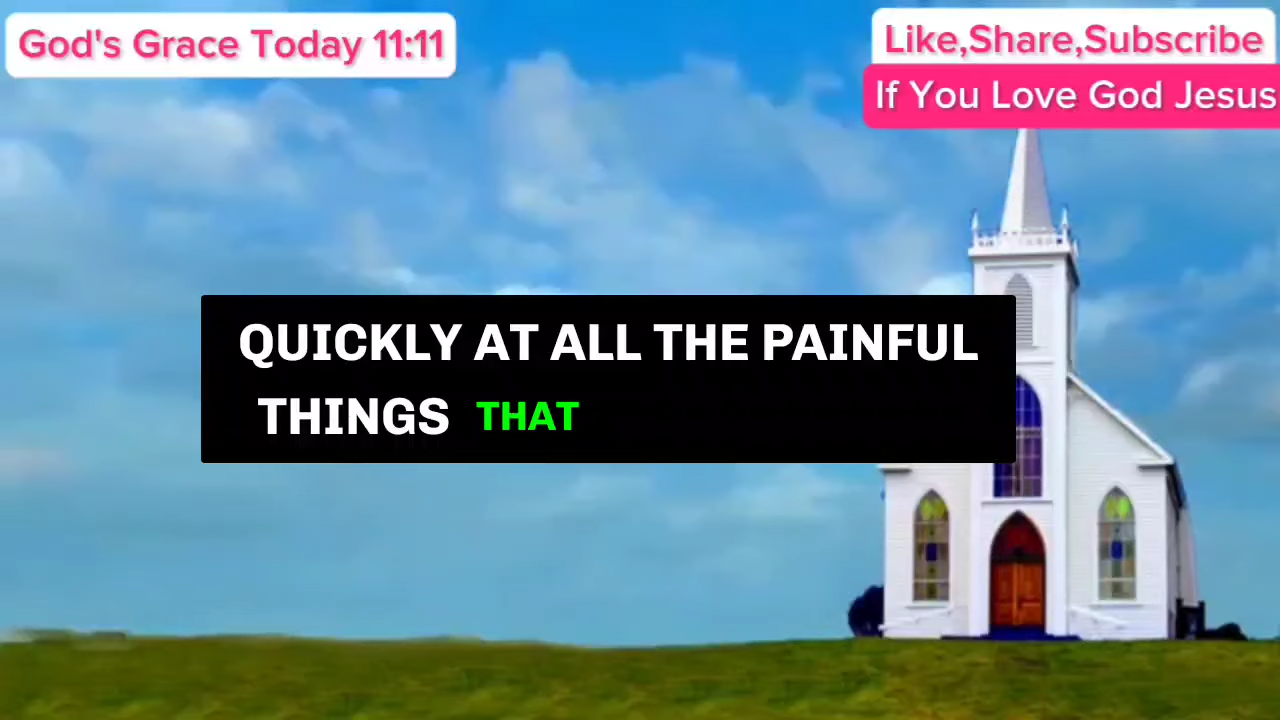 God's Grace Today 11:11
Like,Share,Subscribe
If You Love God Jesus
QUICKLY AT ALL THE PAINFUL
THINGS THAT